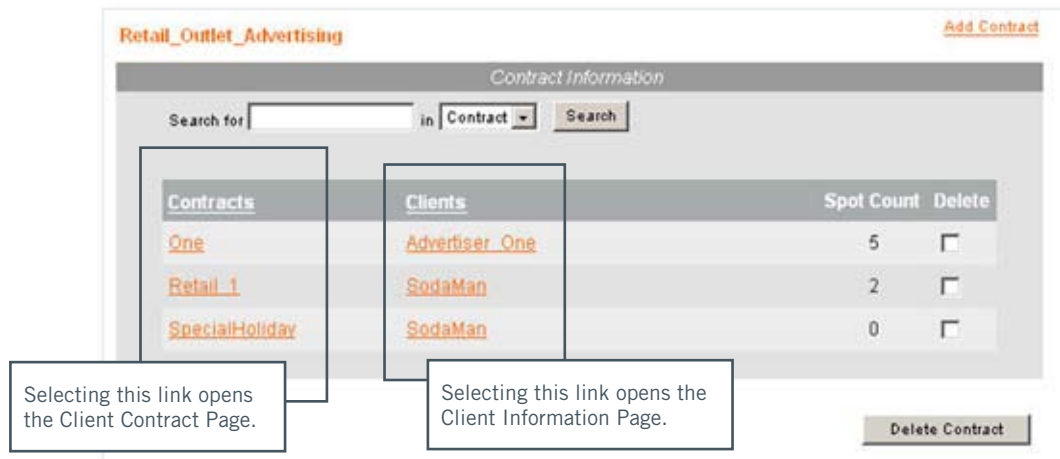 Retail_Outlet_Advertising
Add Contract
Contract Information
Search for in Contract Search
Contracts Clients Spot Count Delete
One Advertiser_One 5
Retail_1 SodaMan 2
SpecialHoliday SodaMan 0
Selecting this link opens
the Client Contract Page.
Selecting this link opens the
Client Information Page.
Delete Contract